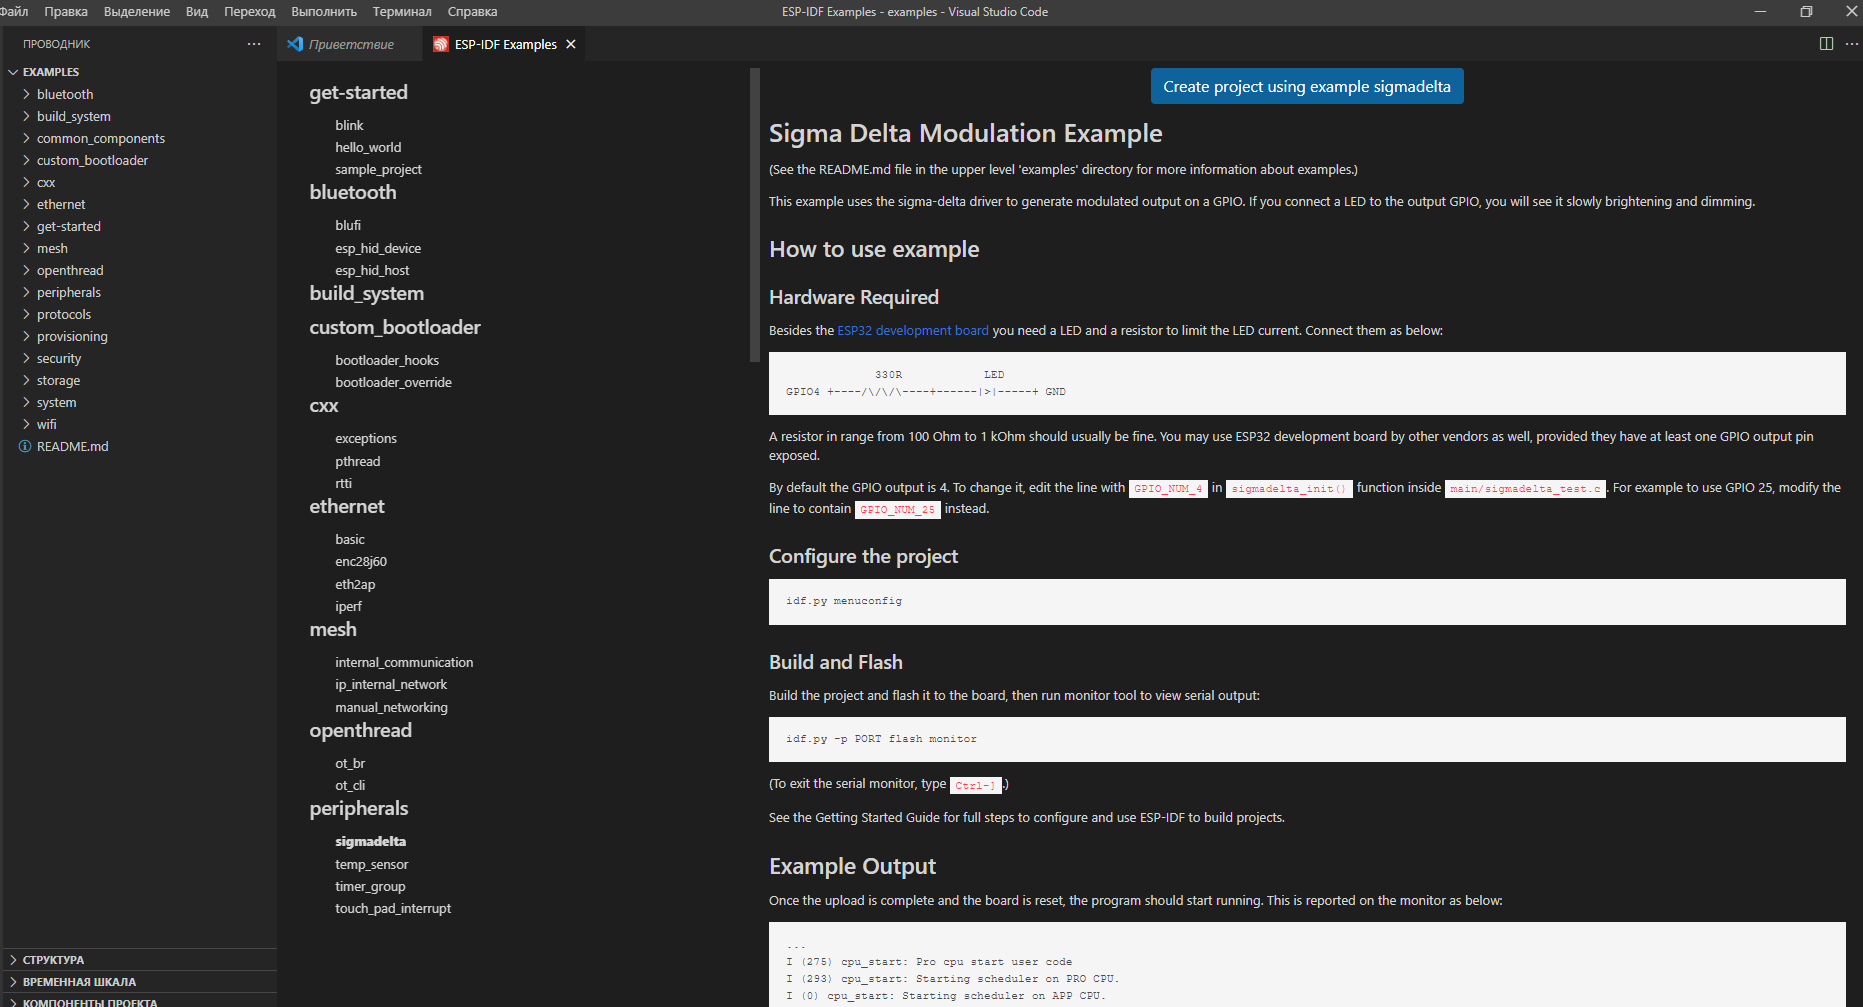 Файл Правка Выделение Вид Переход Выполнить Терминал Справка
ESP-IDF Examples - examples - Visual Studio Code
ПРОВОДНИК
EXAMPLES
bluetooth
build_system
common_components
custom_bootloader
cxx
ethernet
get-started
mesh
openthread
peripherals
protocols
provisioning
security
storage
system
wifi
README.md
СТРУКТУРА
ВРЕМЕННАЯ ШКАЛА
КОМПОНЕНТЫ ПРОЕКТА
Приветствие
ESP-IDF Examples
get-started
blink
hello_world
sample_project
bluetooth
blufi
esp_hid_device
esp_hid_host
build_system
custom_bootloader
bootloader_hooks
bootloader_override
cxx
exceptions
pthread
rtti
ethernet
basic
enc28j60
eth2ap
iperf
mesh
internal_communication
ip_internal_network
manual_networking
openthread
ot_br
ot_cli
peripherals
sigmadelta
temp_sensor
timer_group
touch_pad_interrupt
Create project using example sigmadelta
Sigma Delta Modulation Example
(See the README.md file in the upper level 'examples' directory for more information about examples.)
This example uses the sigma-delta driver to generate modulated output on a GPIO. If you connect a LED to the output GPIO, you will see it slowly brightening and dimming.
How to use example
Hardware Required
Besides the ESP32 development board you need a LED and a resistor to limit the LED current. Connect them as below:
330R LED
GPIO4 +----/\/\/\----+------|>|-----+ GND
A resistor in range from 100 Ohm to 1 kOhm should usually be fine. You may use ESP32 development board by other vendors as well, provided they have at least one GPIO output pin
exposed.
By default the GPIO output is 4. To change it, edit the line with GPIO_NUM_4 in sigmadelta_init() function inside main/sigmadelta_test.c. For example to use GPIO 25, modify the
line to contain GPIO_NUM_25 instead.
Configure the project
idf.py menuconfig
Build and Flash
Build the project and flash it to the board, then run monitor tool to view serial output:
idf.py -p PORT flash monitor
(To exit the serial monitor, type Ctrl-].)
See the Getting Started Guide for full steps to configure and use ESP-IDF to build projects.
Example Output
Once the upload is complete and the board is reset, the program should start running. This is reported on the monitor as below:
...
I (275) cpu_start: Pro cpu start user code
I (293) cpu_start: Starting scheduler on PRO CPU.
I (0) cpu_start: Starting scheduler on APP CPU.